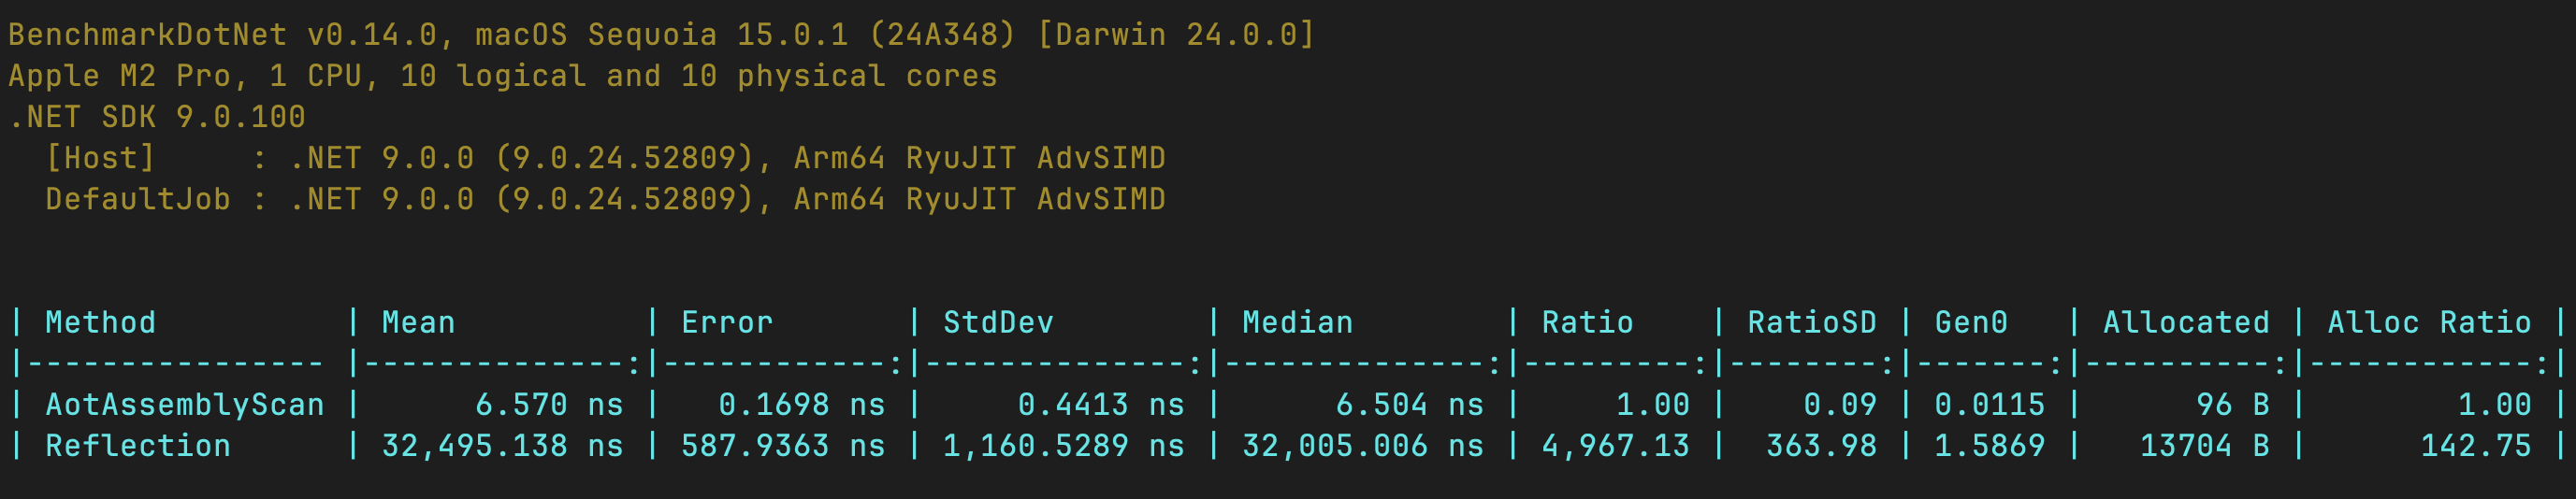 BenchmarkDotNet v0.14.0, macOS Sequoia 15.0.1 (24A348) [Darwin 24.0.0]
Apple M2 Pro, 1 CPU, 10 logical and 10 physical cores
.NET SDK 9.0.100
  [Host]     : .NET 9.0.0 (9.0.24.52809), Arm64 RyuJIT AdvSIMD
  DefaultJob : .NET 9.0.0 (9.0.24.52809), Arm64 RyuJIT AdvSIMD
| Method          | Mean          | Error       | StdDev        | Median        | Ratio    | RatioSD | Gen0   | Allocated | Alloc Ratio |
|---------------- |--------------:|------------:|--------------:|--------------:|---------:|--------:|-------:|----------:|------------:|
| AotAssemblyScan |      6.570 ns |   0.1698 ns |     0.4413 ns |      6.504 ns |     1.00 |    0.09 | 0.0115 |      96 B |        1.00 |
| Reflection      | 32,495.138 ns | 587.9363 ns | 1,160.5289 ns | 32,005.006 ns | 4,967.13 |  363.98 | 1.5869 |   13704 B |      142.75 |